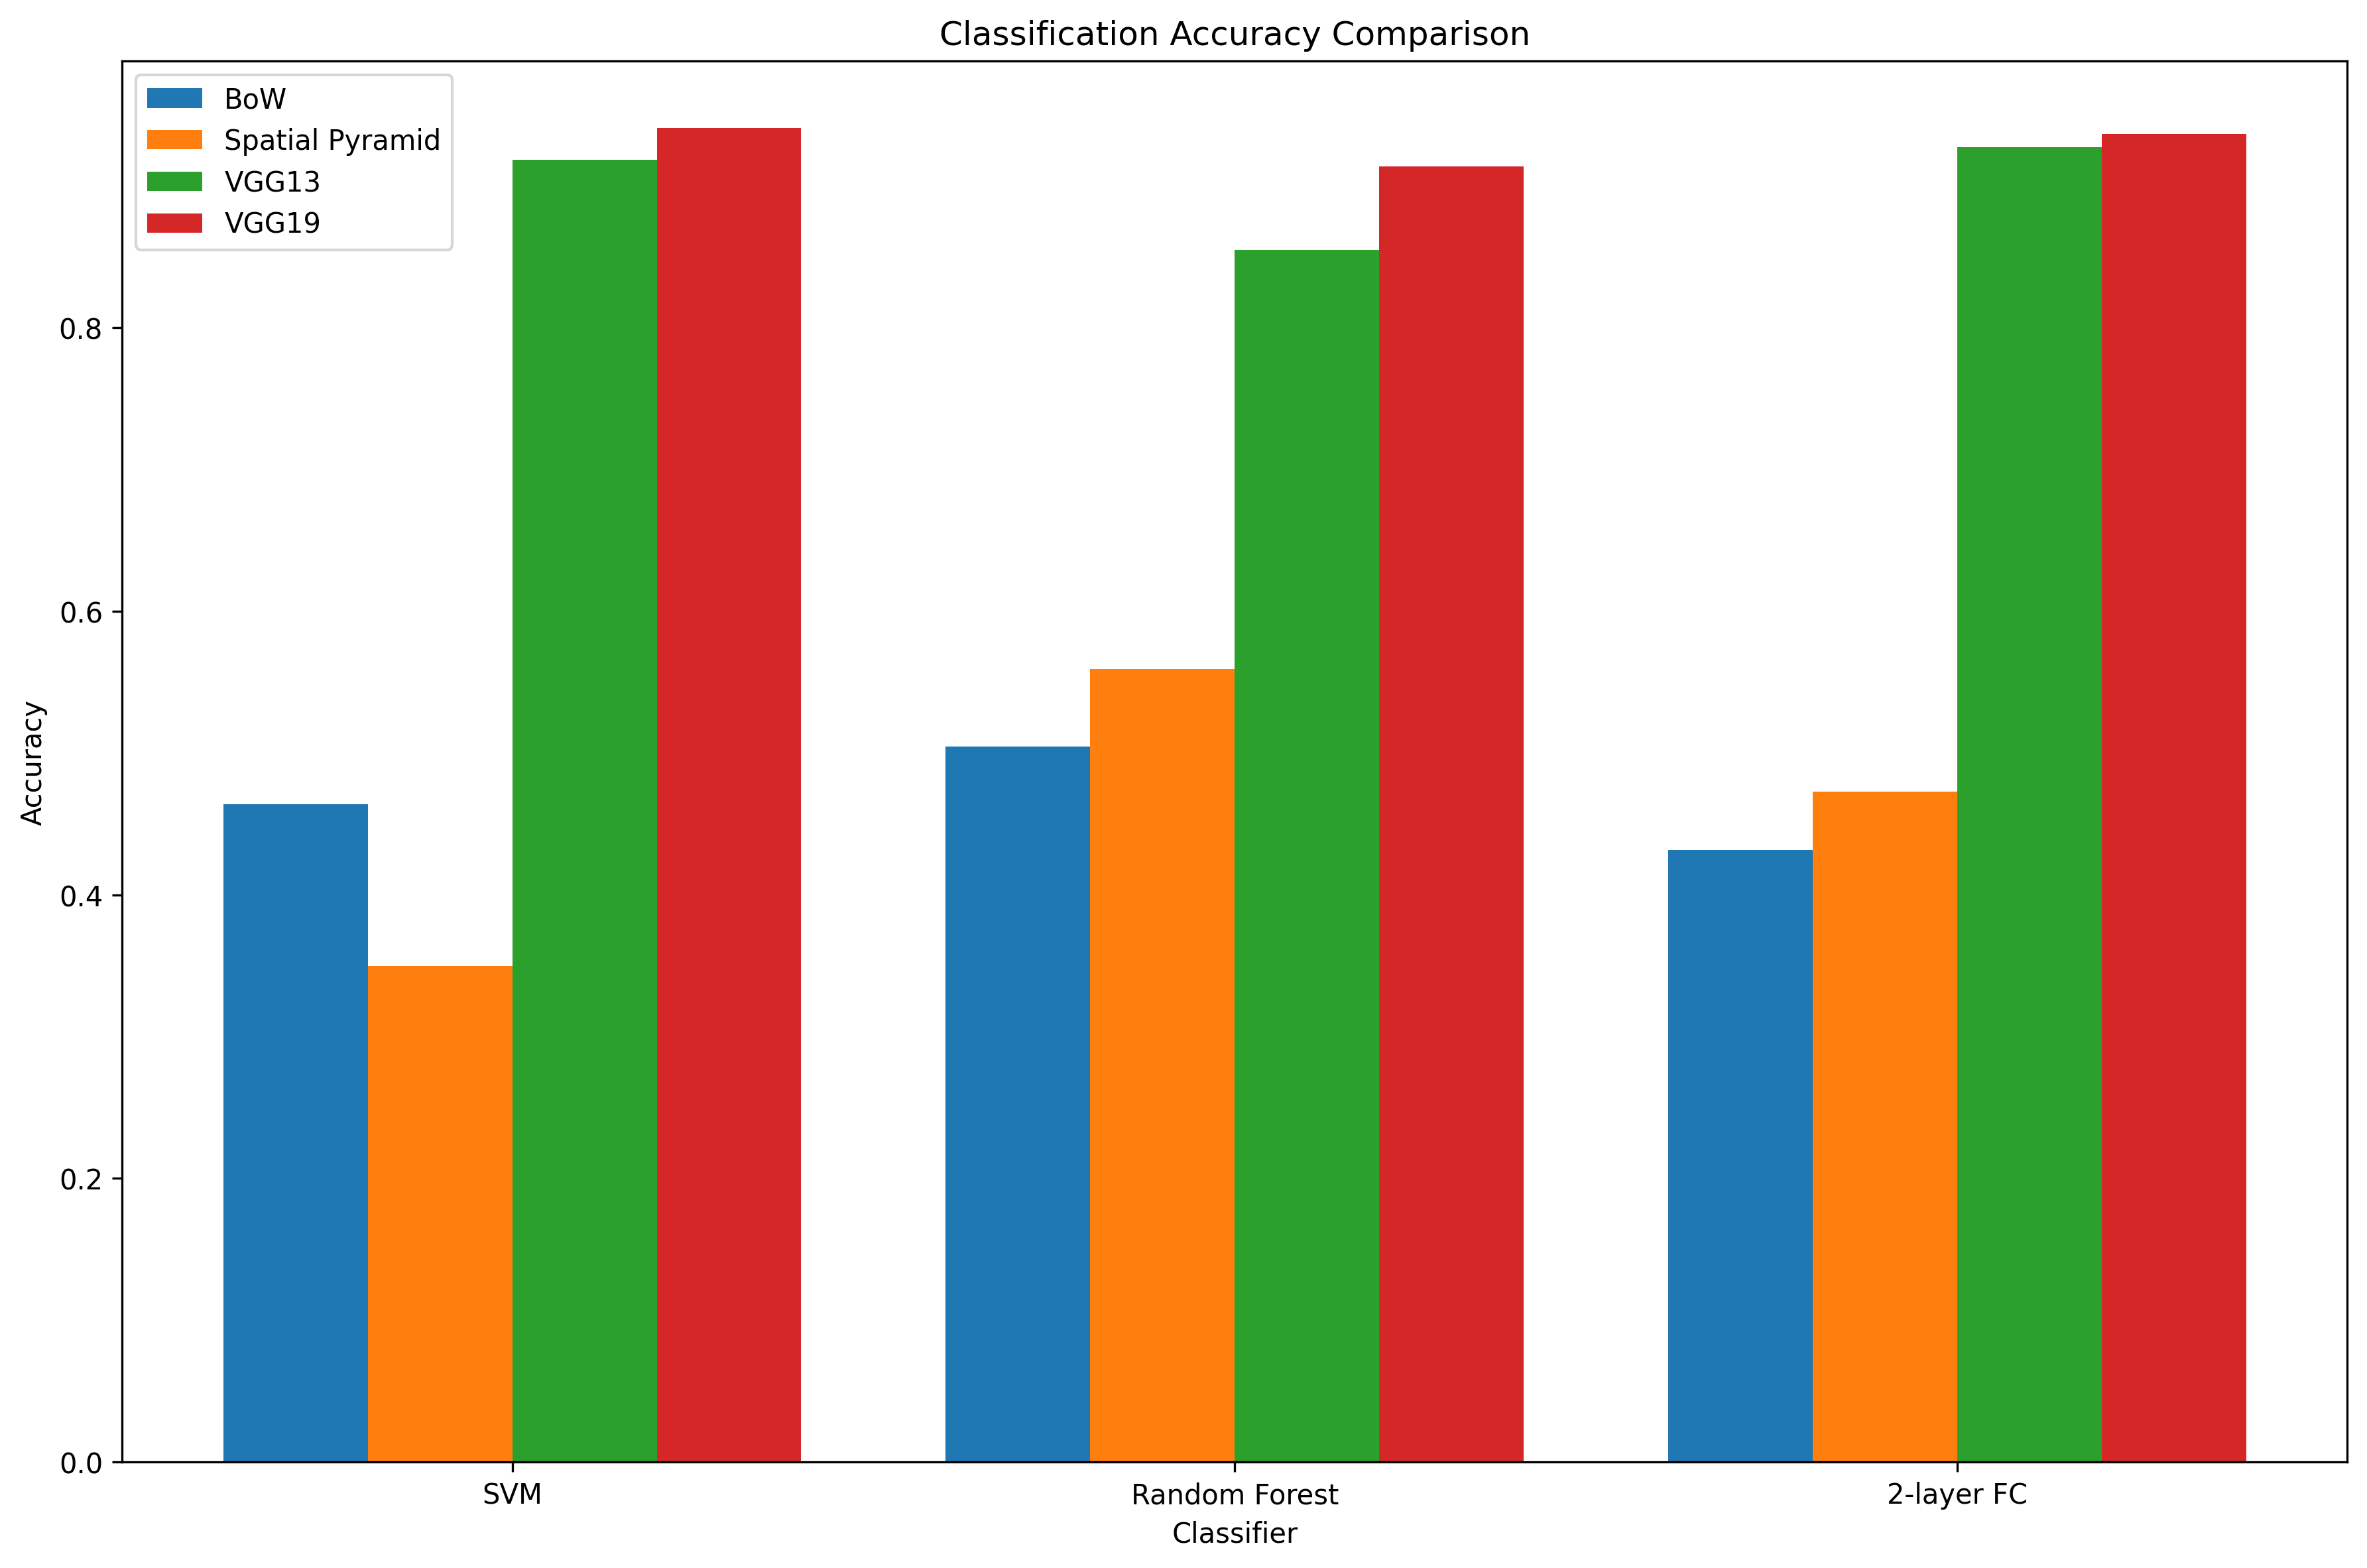 Classification Accuracy Comparison
BoW
Spatial Pyramid
VGG13
VGG19
Accuracy
0.8
0.6
0.4
0.2
0.0
SVM
Random Forest
2-layer FC
Classifier